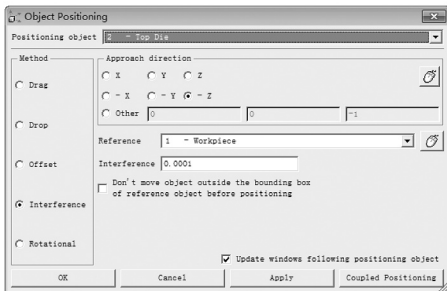 Object Positioning
Positioning object 2 - Top Die
Method
Approach direction
X Y Z
Drag
- X - Y - Z
Other 0 0 -1
Drop
Reference 1 - Workpiece
Offset
Interference 0.0001
Don't move object outside the bounding box
of reference object before positioning
Interference
Rotational
Update windows following positioning object
OK Cancel Apply Coupled Positioning